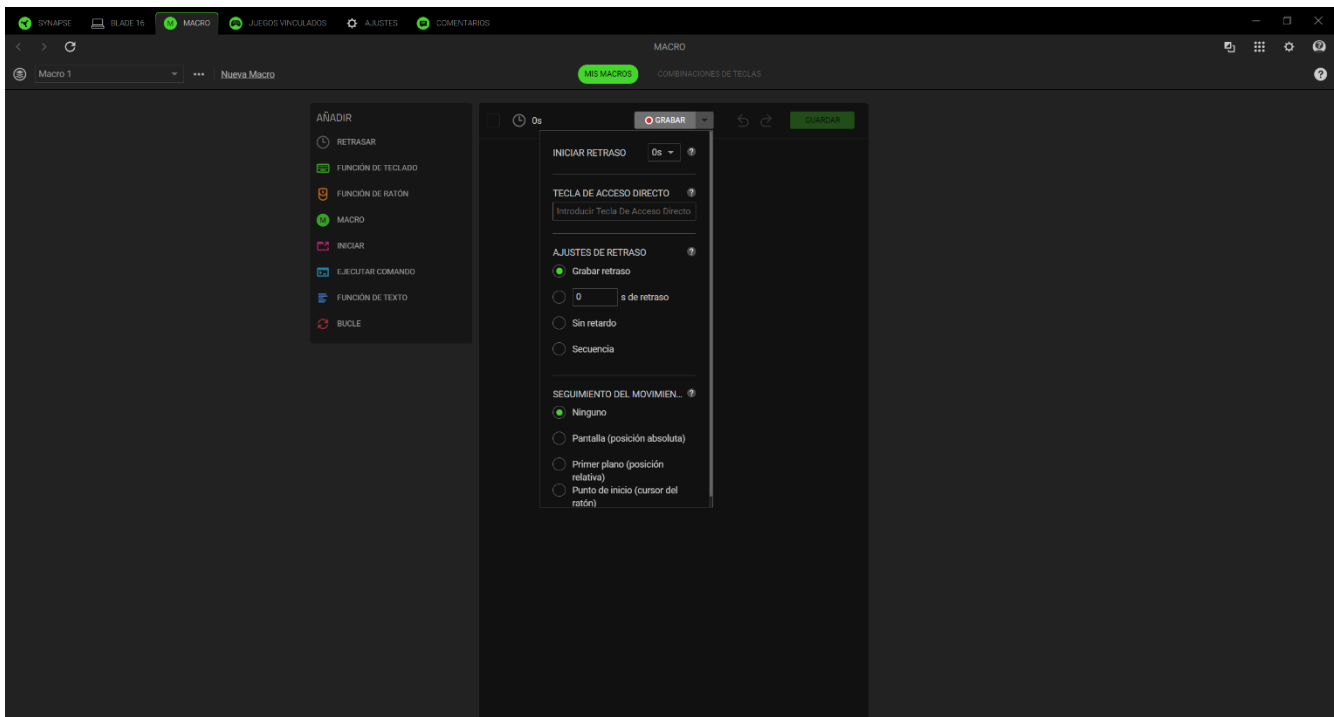 SYNAPSE BLADE 16 MACRO JUEGOS VINCULADOS AJUSTES COMENTARIOS
MACRO
Macro 1 Nueva Macro MIS MACROS COMBINACIONES DE TECLAS
AÑADIR
RETRASAR
FUNCIÓN DE TECLADO
FUNCIÓN DE RATÓN
MACRO
INICIAR
EJECUTAR COMANDO
FUNCIÓN DE TEXTO
BUCLE
0s GRABAR GUARDAR
INICIAR RETRASO 0s
TECLA DE ACCESO DIRECTO
Introducir Tecla De Acceso Directo
AJUSTES DE RETRASO
Grabar retraso
0 s de retraso
Sin retardo
Secuencia
SEGUIMIENTO DEL MOVIMIEN...
Ninguno
Pantalla (posición absoluta)
Primer plano (posición
relativa)
Punto de inicio (cursor del
ratón)